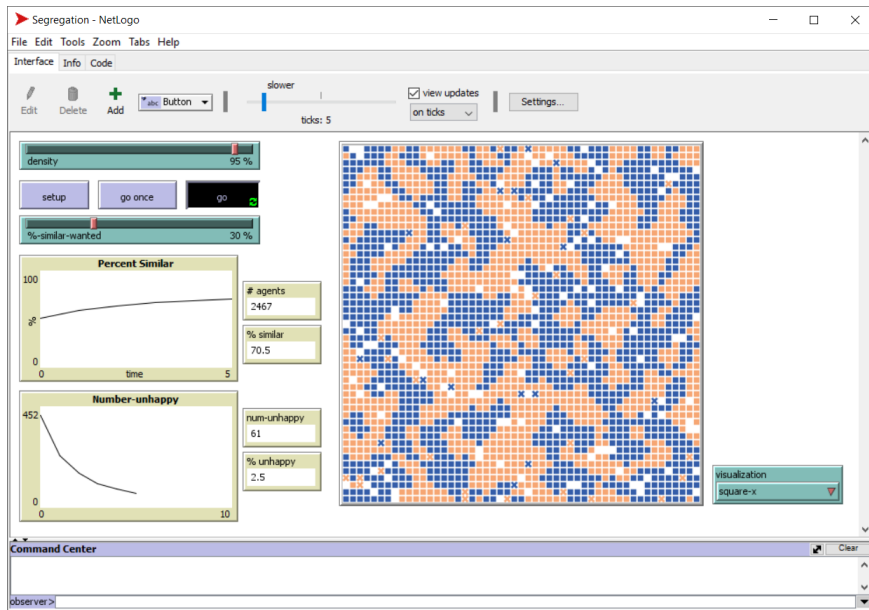 Segregation - NetLogo
File Edit Tools Zoom Tabs Help
Interface Info Code
Edit
Delete
Add
abc Button
slower
ticks: 5
view updates
on ticks
Settings...
density 95 %
setup
go once
go
%-similar-wanted 30 %
Percent Similar
100
%
0
0 time 5
# agents
2467
% similar
70.5
Number-unhappy
452
0
0 10
num-unhappy
61
% unhappy
2.5
visualization
square-x
Command Center
Clear
observer>